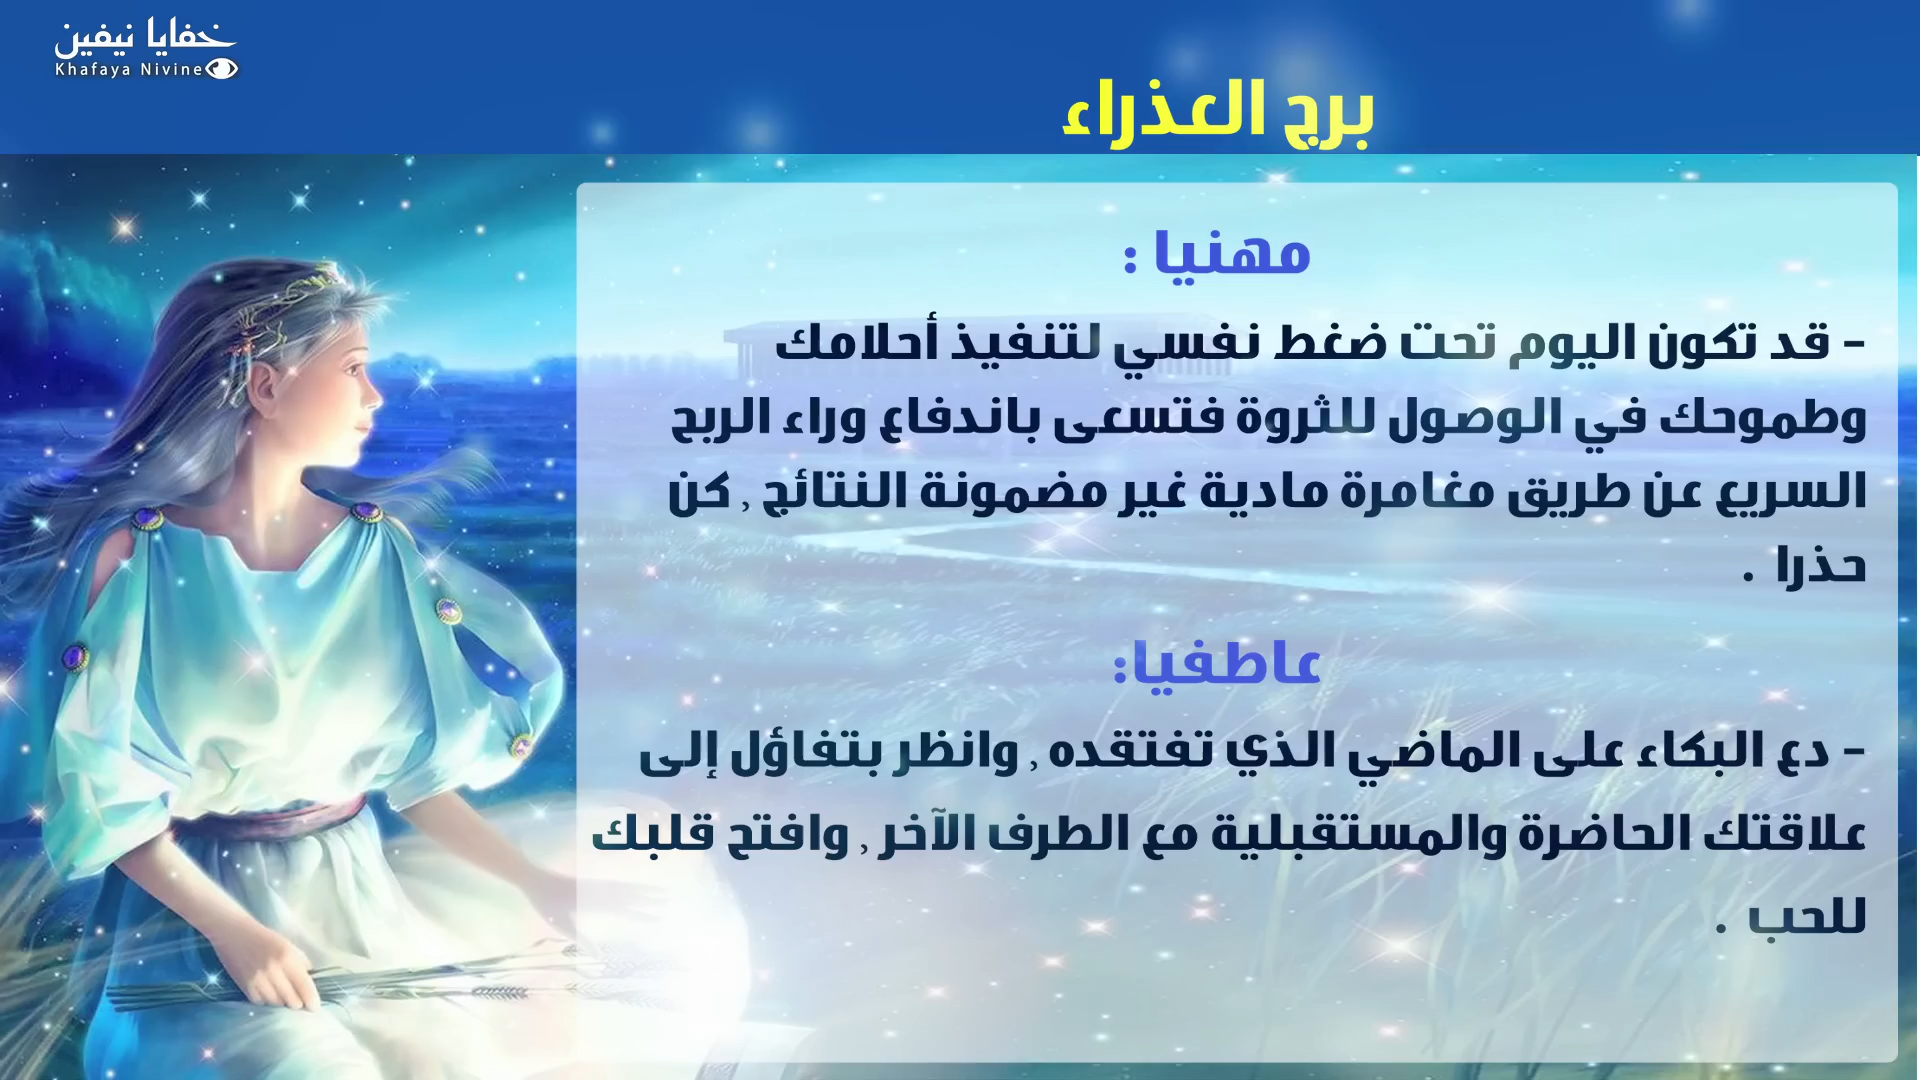 خفايا نيفين
Khafaya Nivine
برج العذراء
مهنيا :
- قد تكون اليوم تحت ضغط نفسي لتنفيذ أحلامك
وطموحك في الوصول للثروة فتسعى باندفاع وراء الربح
السريع عن طريق مغامرة مادية غير مضمونة النتائج , كن
حذرا .
عاطفيا:
- دع البكاء على الماضي الذي تفتقده , وانظر بتفاؤل إلى
علاقتك الحاضرة والمستقبلية مع الطرف الآخر , وافتح قلبك
للحب .